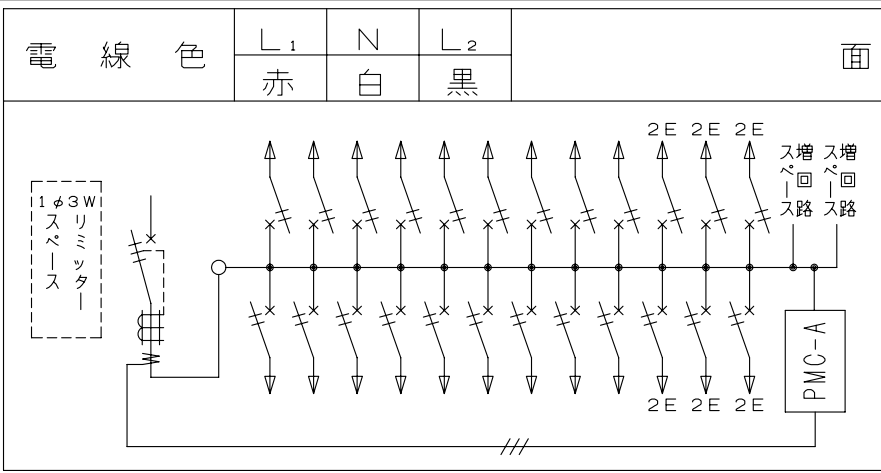 電線色 L1 N L2 面
赤 白 黒
2E 2E 2E
増回路
スペース
増回路
スペース
1φ3W
リミッター
スペース
PMC-A
2E 2E 2E